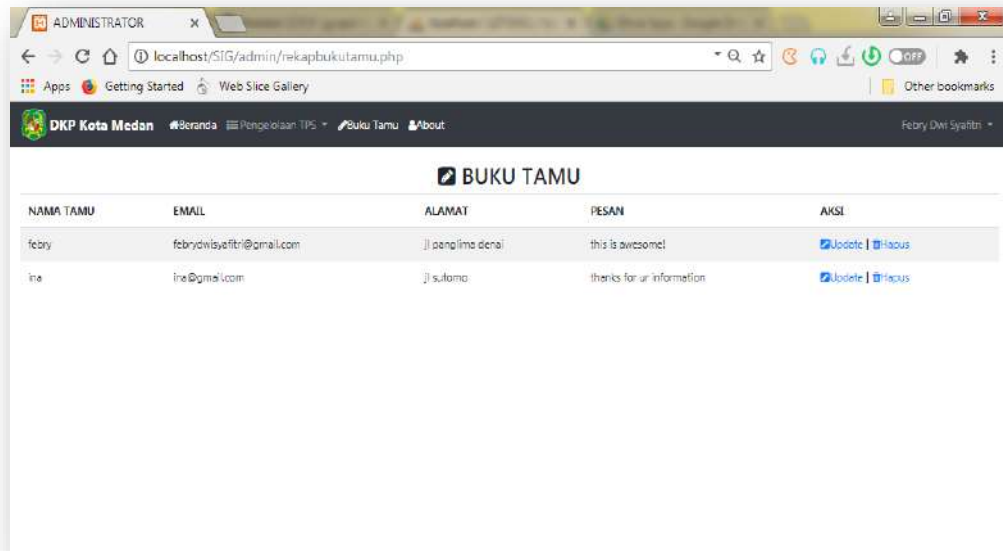 ADMINISTRATOR
localhost/SIG/admin/rekapbukutamu.php
OFF
Apps Getting Started Web Slice Gallery Other bookmarks
DKP Kota Medan Beranda Pengelolaan TPS Buku Tamu About Febry Dwi Syafitri
BUKU TAMU
NAMA TAMU EMAIL ALAMAT PESAN AKSI
febry febrydwisyafitri@gmail.com jl panglima denai this is awesome! Update | Hapus
ina ina@gmail.com jl sutomo thanks for ur information Update | Hapus